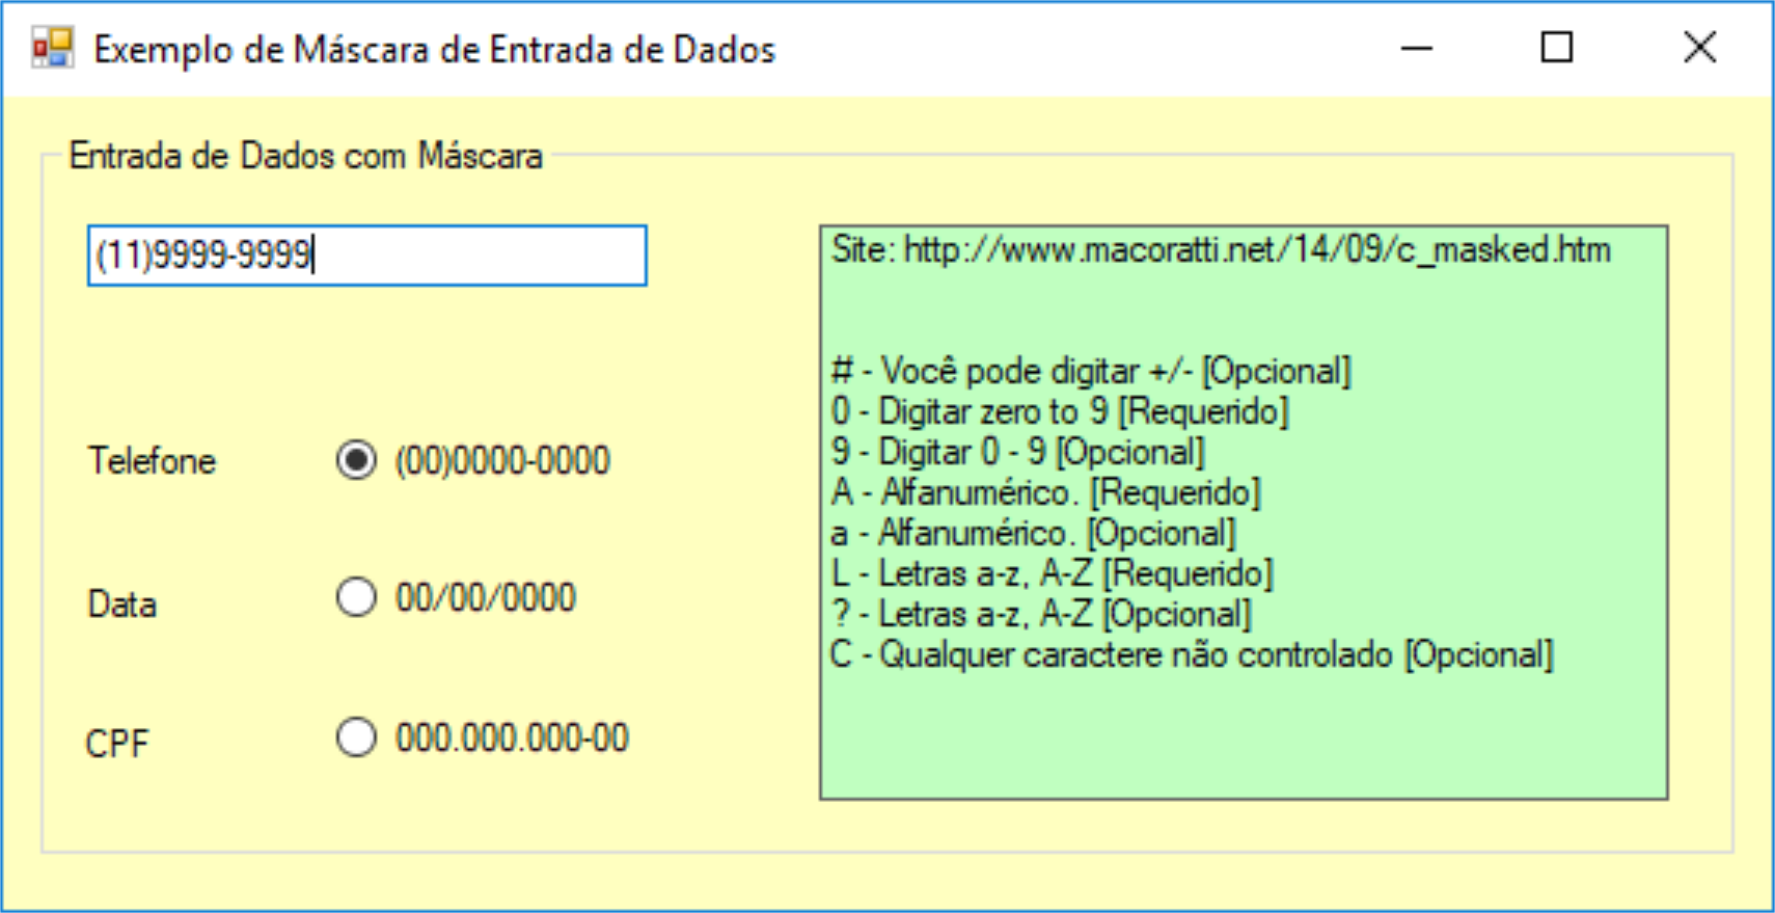 Exemplo de Máscara de Entrada de Dados
Entrada de Dados com Máscara
(11)9999-9999
Telefone (00)0000-0000
Data 00/00/0000
CPF 000.000.000-00
Site: http://www.macoratti.net/14/09/c_masked.htm
# - Você pode digitar +/- [Opcional]
0 - Digitar zero to 9 [Requerido]
9 - Digitar 0 - 9 [Opcional]
A - Alfanumérico. [Requerido]
a - Alfanumérico. [Opcional]
L - Letras a-z, A-Z [Requerido]
? - Letras a-z, A-Z [Opcional]
C - Qualquer caractere não controlado [Opcional]